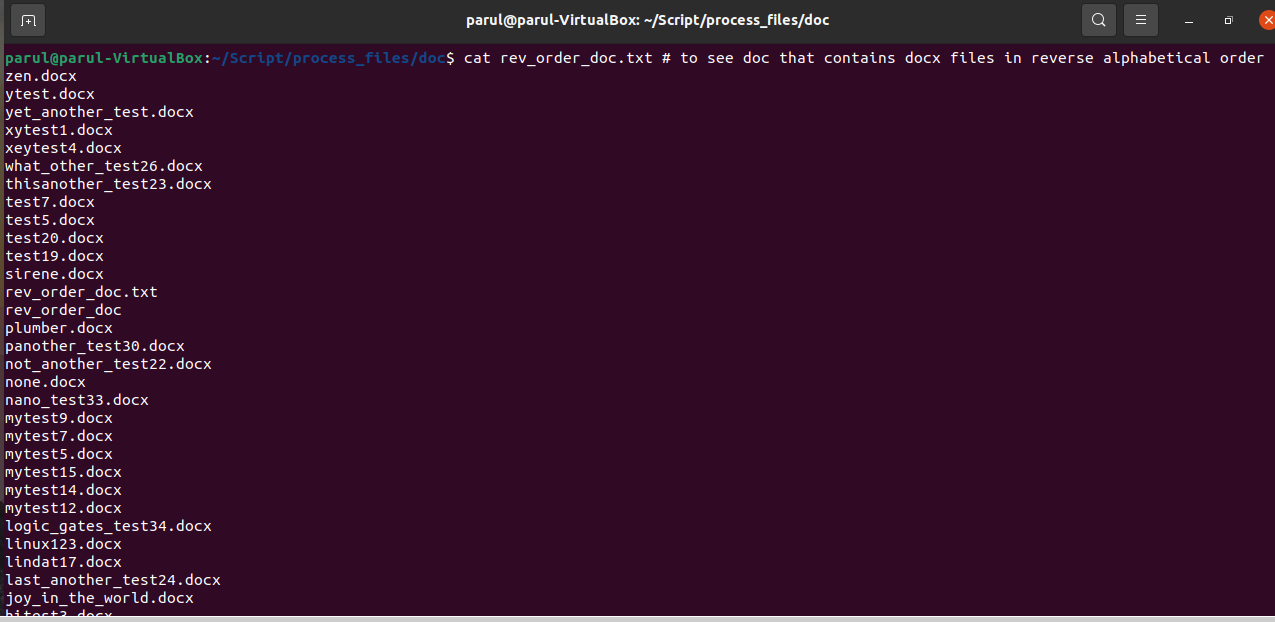 parul@parul-VirtualBox: ~/Script/process_files/doc
parul@parul-VirtualBox:~/Script/process_files/doc$ cat rev_order_doc.txt # to see doc that contains docx files in reverse alphabetical order
zen.docx
ytest.docx
yet_another_test.docx
xytest1.docx
xeytest4.docx
what_other_test26.docx
thisanother_test23.docx
test7.docx
test5.docx
test20.docx
test19.docx
sirene.docx
rev_order_doc.txt
rev_order_doc
plumber.docx
panother_test30.docx
not_another_test22.docx
none.docx
nano_test33.docx
mytest9.docx
mytest7.docx
mytest5.docx
mytest15.docx
mytest14.docx
mytest12.docx
logic_gates_test34.docx
linux123.docx
lindat17.docx
last_another_test24.docx
joy_in_the_world.docx